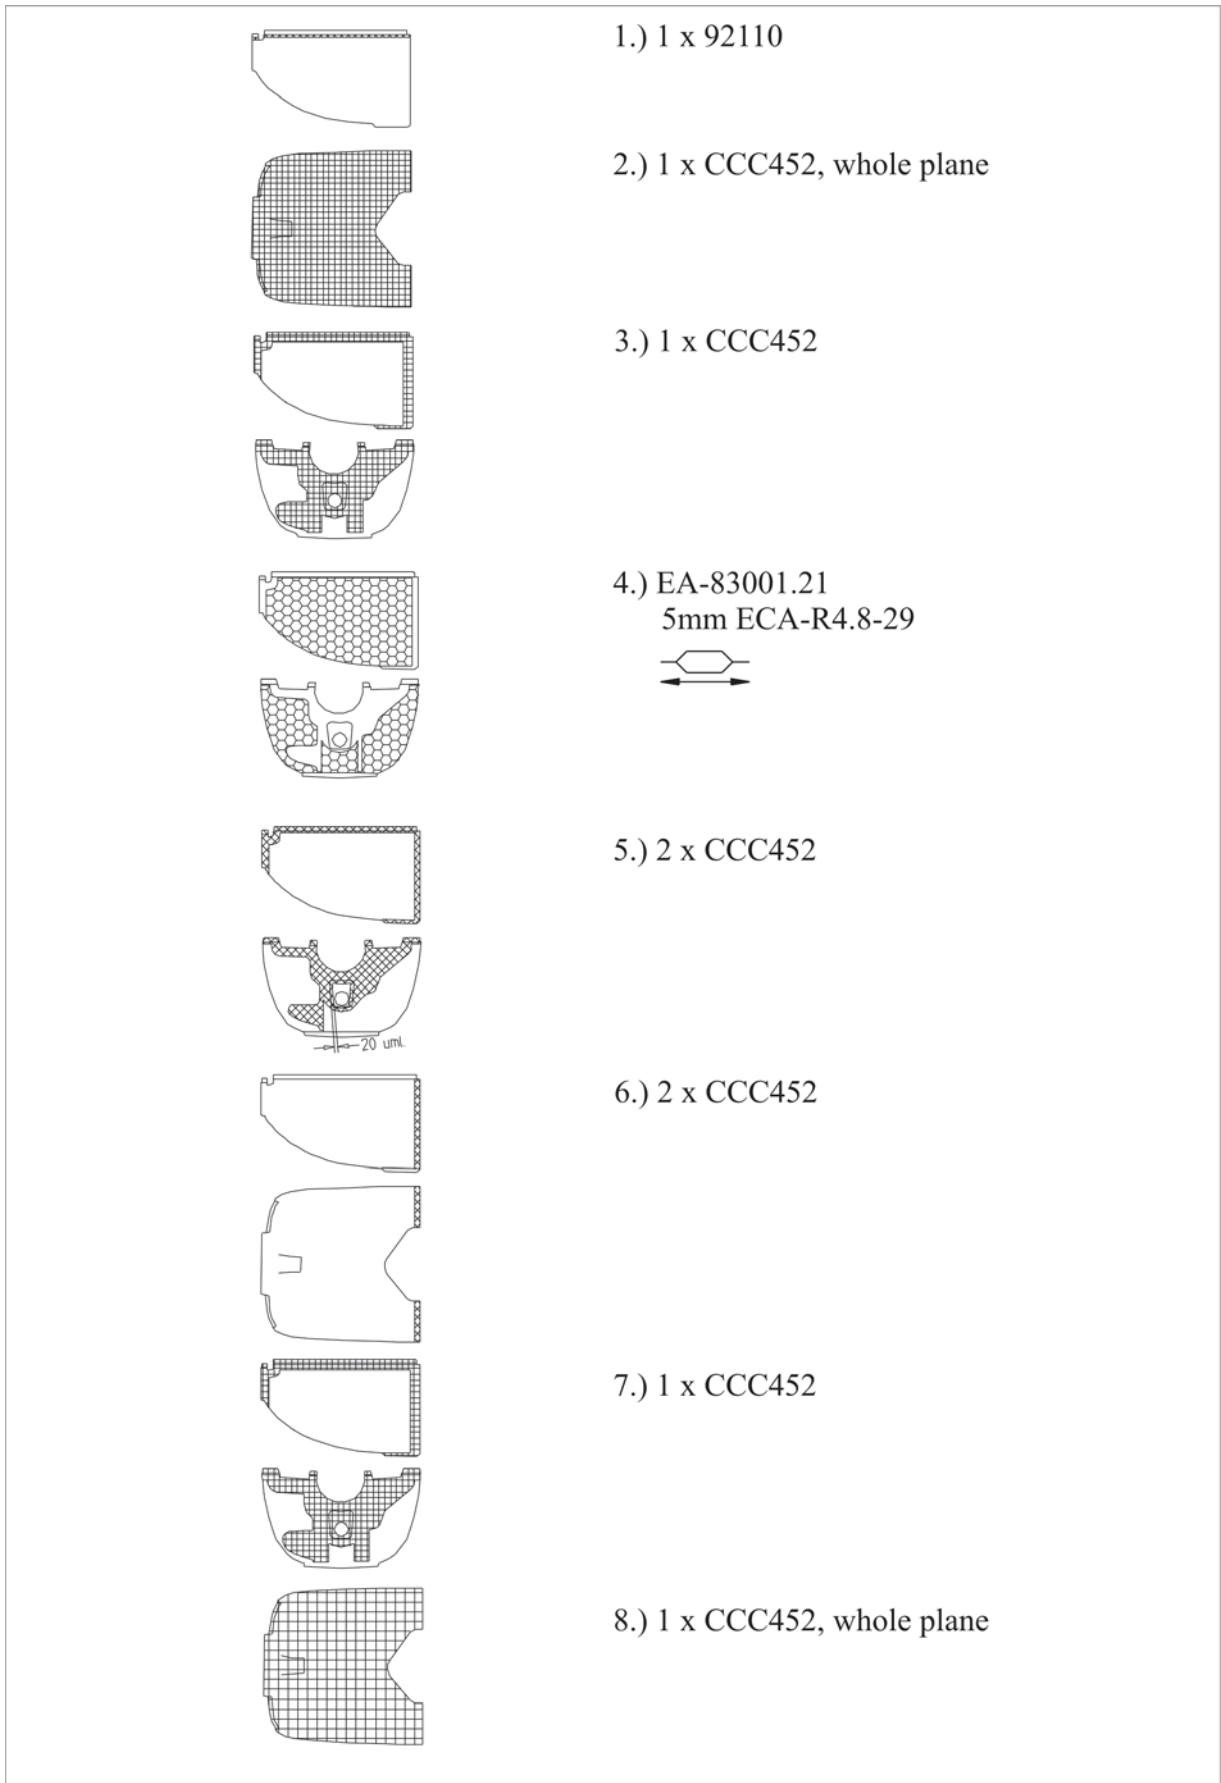 1.) 1 x 92110
2.) 1 x CCC452, whole plane
3.) 1 x CCC452
4.) EA-83001.21
5mm ECA-R4.8-29
5.) 2 x CCC452
20 uml.
6.) 2 x CCC452
7.) 1 x CCC452
8.) 1 x CCC452, whole plane